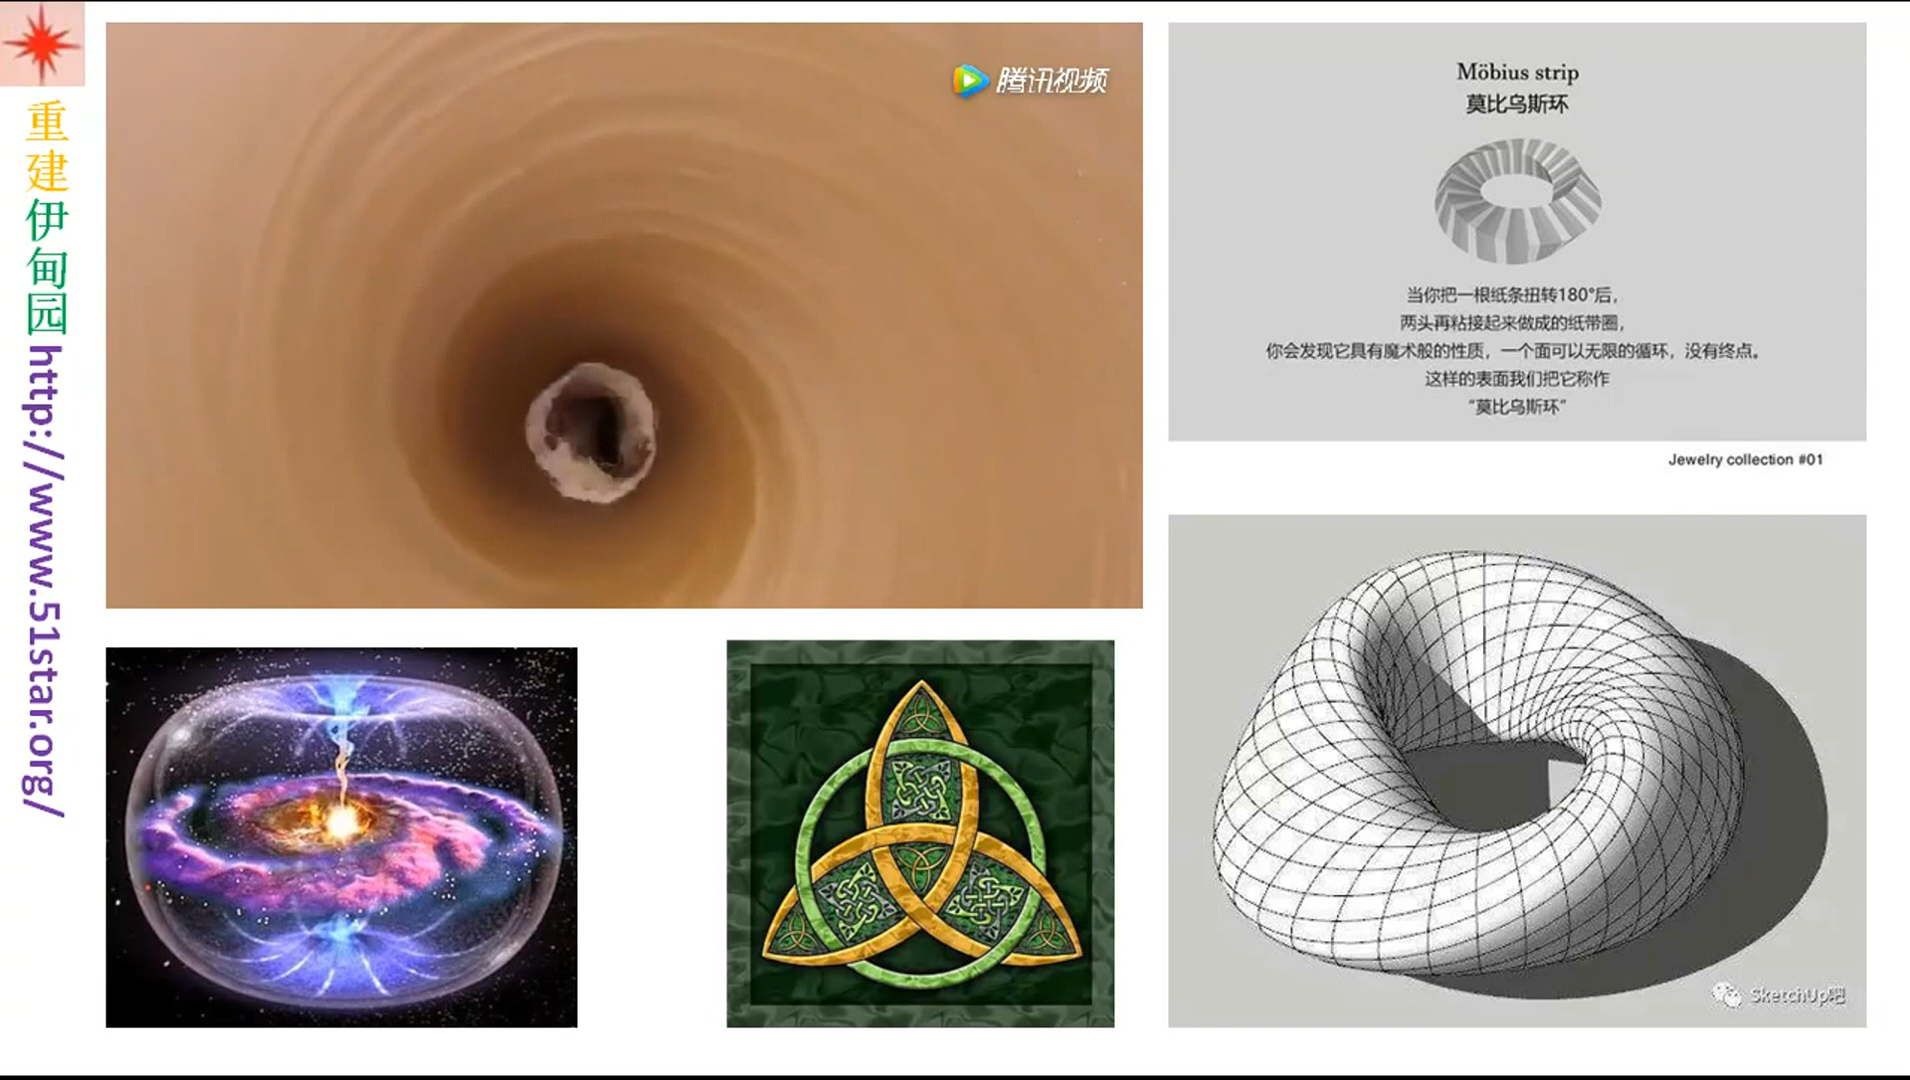 重建伊甸园 http://www.51star.org/
腾讯视频
Möbius strip
莫比乌斯环
当你把一根纸条扭转180°后，
两头再粘接起来做成的纸带圈，
你会发现它具有魔术般的性质，一个面可以无限的循环，没有终点。
这样的表面我们把它称作
“莫比乌斯环”
Jewelry collection #01
SketchUp吧